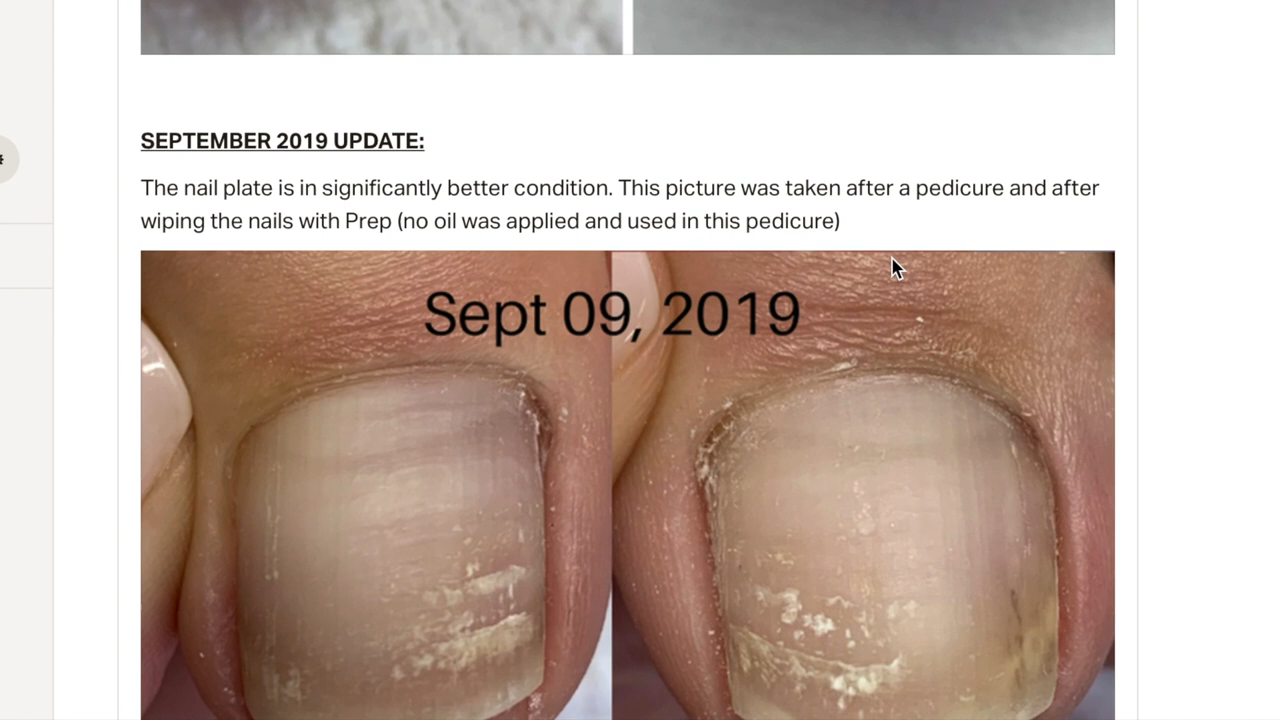 SEPTEMBER 2019 UPDATE:
The nail plate is in significantly better condition. This picture was taken after a pedicure and after
wiping the nails with Prep (no oil was applied and used in this pedicure)
Sept 09, 2019